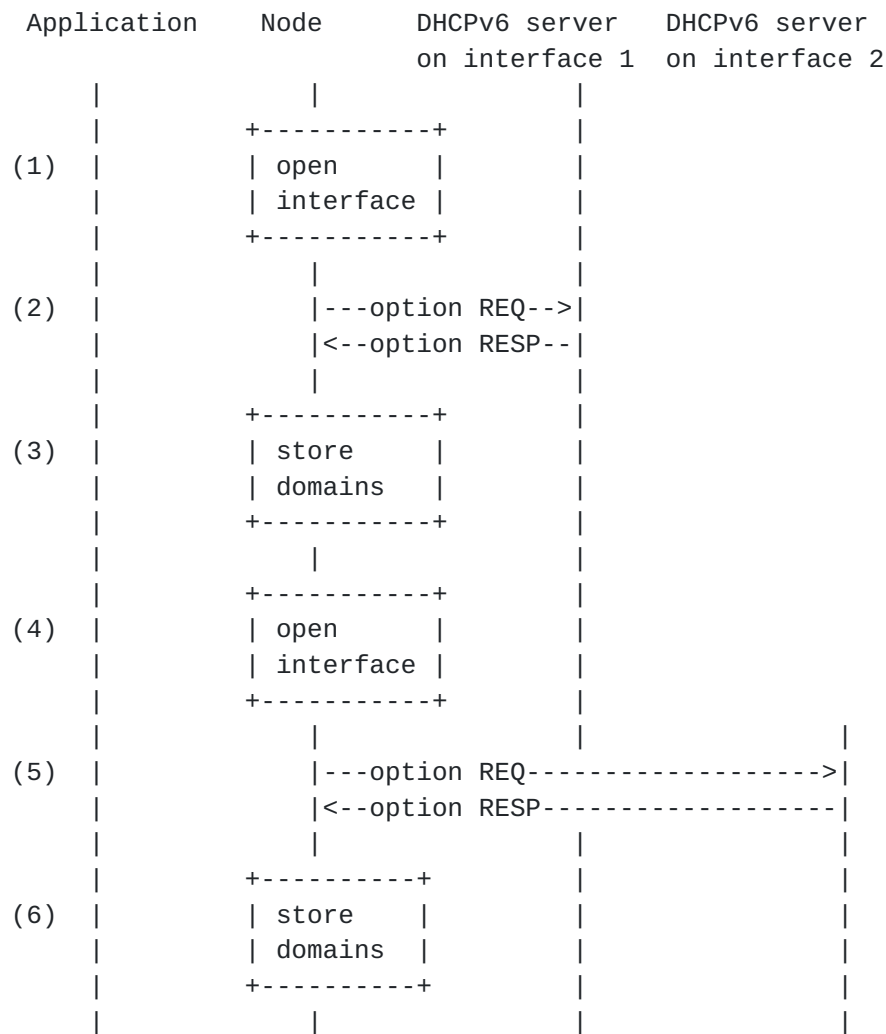 Application    Node      DHCPv6 server   DHCPv6 server
                         on interface 1  on interface 2
     |             |                |
     |         +-----------+        |
(1)  |         | open      |        |
     |         | interface |        |
     |         +-----------+        |
     |             |                |
(2)  |             |---option REQ-->|
     |             |<--option RESP--|
     |             |                |
     |         +-----------+        |
(3)  |         | store     |        |
     |         | domains   |        |
     |         +-----------+        |
     |             |                |
     |         +-----------+        |
(4)  |         | open      |        |
     |         | interface |        |
     |         +-----------+        |
     |             |                |                |
(5)  |             |---option REQ------------------->|
     |             |<--option RESP-------------------|
     |             |                |                |
     |         +----------+         |                |
(6)  |         | store    |         |                |
     |         | domains  |         |                |
     |         +----------+         |                |
     |             |                |                |